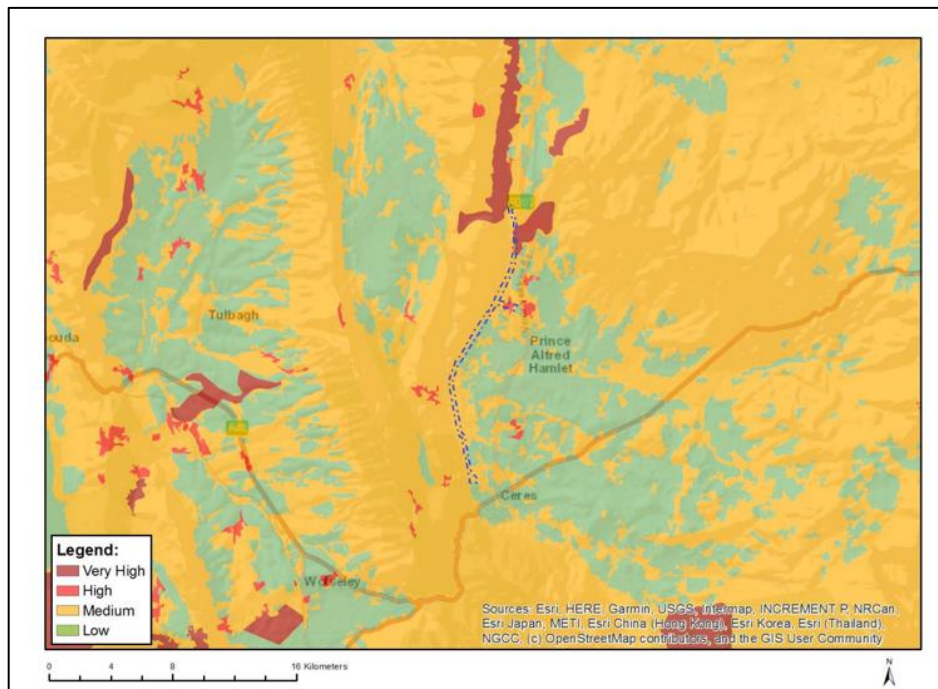 Tulbagh
Prince
Alfred
Hamlet
Ceres
Wolseley
Legend:
Very High
High
Medium
Low
Sources: Esri, HERE, Garmin, USGS, Intermap, INCREMENT P, NRCan,
Esri Japan, METI, Esri China (Hong Kong), Esri Korea, Esri (Thailand),
NGCC, (c) OpenStreetMap contributors, and the GIS User Community
0 4 8 16 Kilometers
N